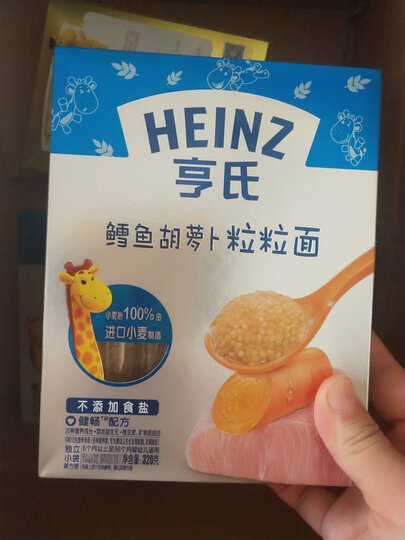 HEINZ
亨氏
鳕鱼胡萝卜粒粒面
小麦粉100%由
进口小麦制造
不添加食盐
健畅™配方
独立
小袋
6个月以上至36个月婴幼儿适用
净含量:320克